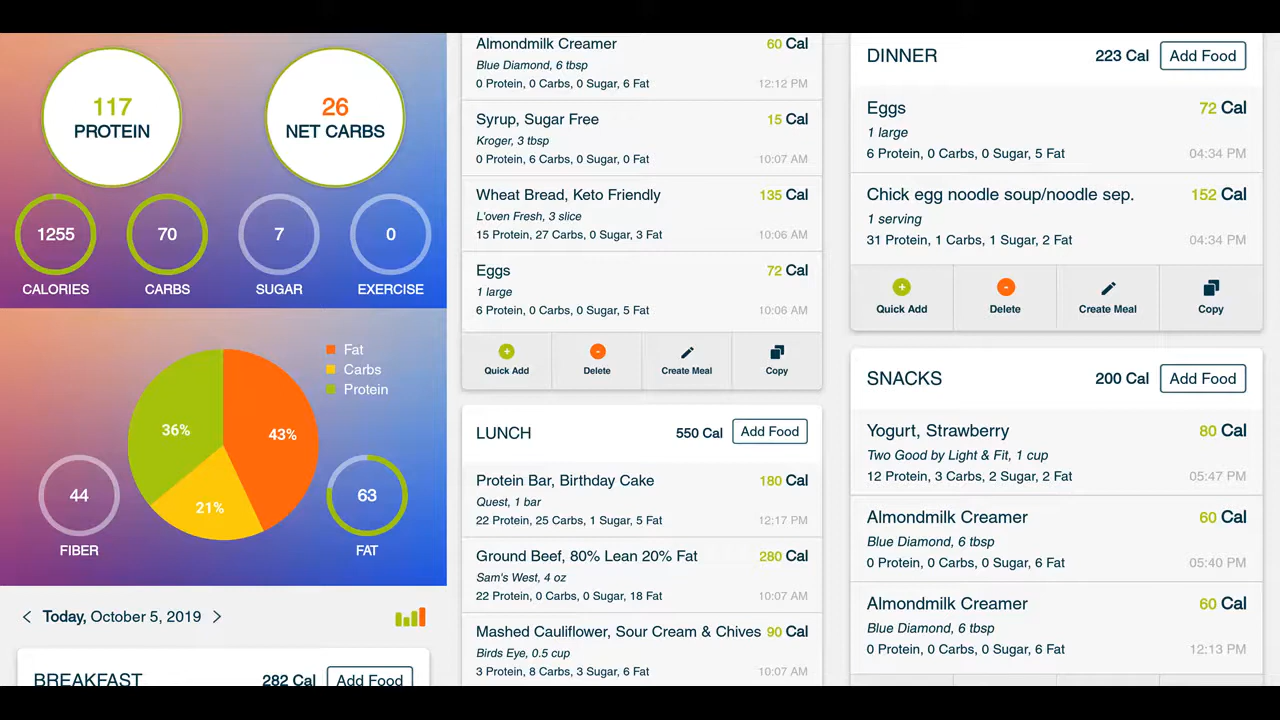 117
PROTEIN
26
NET CARBS
1255
70
7
0
CALORIES
CARBS
SUGAR
EXERCISE
Fat
Carbs
Protein
36%
43%
21%
44
63
FIBER
FAT
Today, October 5, 2019
BREAKFAST 282 Cal Add Food
Almondmilk Creamer 60 Cal
Blue Diamond, 6 tbsp
0 Protein, 0 Carbs, 0 Sugar, 6 Fat 12:12 PM
Syrup, Sugar Free 15 Cal
Kroger, 3 tbsp
0 Protein, 6 Carbs, 0 Sugar, 0 Fat 10:07 AM
Wheat Bread, Keto Friendly 135 Cal
L'oven Fresh, 3 slice
15 Protein, 27 Carbs, 0 Sugar, 3 Fat 10:06 AM
Eggs 72 Cal
1 large
6 Protein, 0 Carbs, 0 Sugar, 5 Fat 10:06 AM
Quick Add Delete Create Meal Copy
LUNCH 550 Cal Add Food
Protein Bar, Birthday Cake 180 Cal
Quest, 1 bar
22 Protein, 25 Carbs, 1 Sugar, 5 Fat 12:17 PM
Ground Beef, 80% Lean 20% Fat 280 Cal
Sam's West, 4 oz
22 Protein, 0 Carbs, 0 Sugar, 18 Fat 10:07 AM
Mashed Cauliflower, Sour Cream & Chives 90 Cal
Birds Eye, 0.5 cup
3 Protein, 8 Carbs, 3 Sugar, 6 Fat 10:07 AM
DINNER 223 Cal Add Food
Eggs 72 Cal
1 large
6 Protein, 0 Carbs, 0 Sugar, 5 Fat 04:34 PM
Chick egg noodle soup/noodle sep. 152 Cal
1 serving
31 Protein, 1 Carbs, 1 Sugar, 2 Fat 04:34 PM
Quick Add Delete Create Meal Copy
SNACKS 200 Cal Add Food
Yogurt, Strawberry 80 Cal
Two Good by Light & Fit, 1 cup
12 Protein, 3 Carbs, 2 Sugar, 2 Fat 05:47 PM
Almondmilk Creamer 60 Cal
Blue Diamond, 6 tbsp
0 Protein, 0 Carbs, 0 Sugar, 6 Fat 05:40 PM
Almondmilk Creamer 60 Cal
Blue Diamond, 6 tbsp
0 Protein, 0 Carbs, 0 Sugar, 6 Fat 12:13 PM